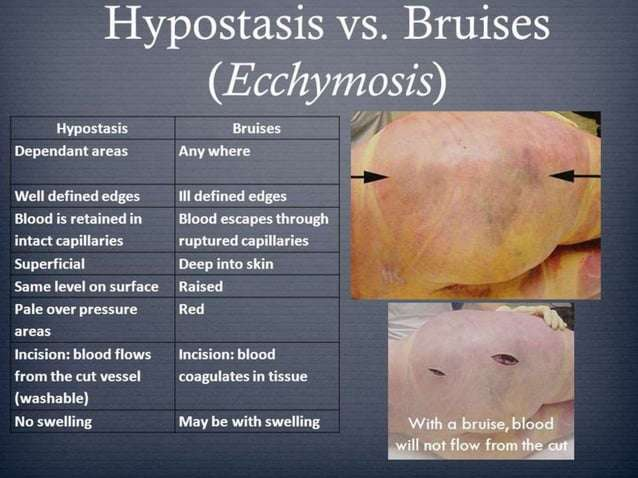 Hypostasis vs. Bruises
(Ecchymosis)
Hypostasis Bruises
Dependant areas Any where
Well defined edges Ill defined edges
Blood is retained in Blood escapes through
intact capillaries ruptured capillaries
Superficial Deep into skin
Same level on surface Raised
Pale over pressure Red
areas
Incision: blood flows Incision: blood
from the cut vessel coagulates in tissue
(washable)
No swelling May be with swelling
With a bruise, blood
will not flow from the cut